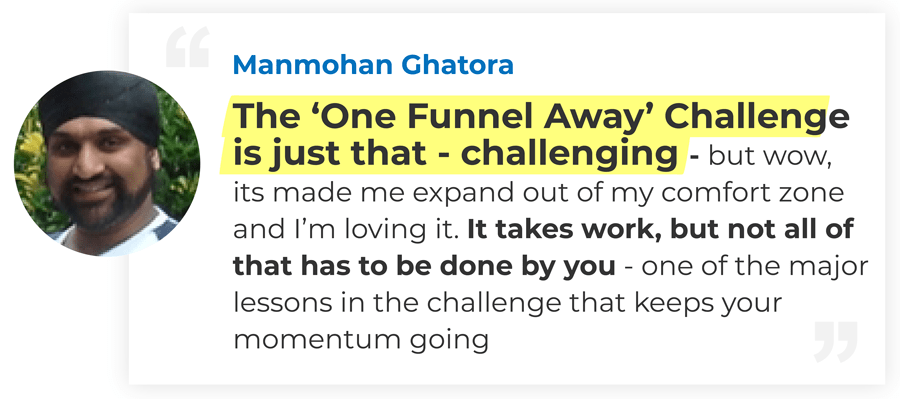 Manmohan Ghatora
The ‘One Funnel Away’ Challenge
is just that - challenging - but wow,
its made me expand out of my comfort zone
and I’m loving it. It takes work, but not all of
that has to be done by you - one of the major
lessons in the challenge that keeps your
momentum going